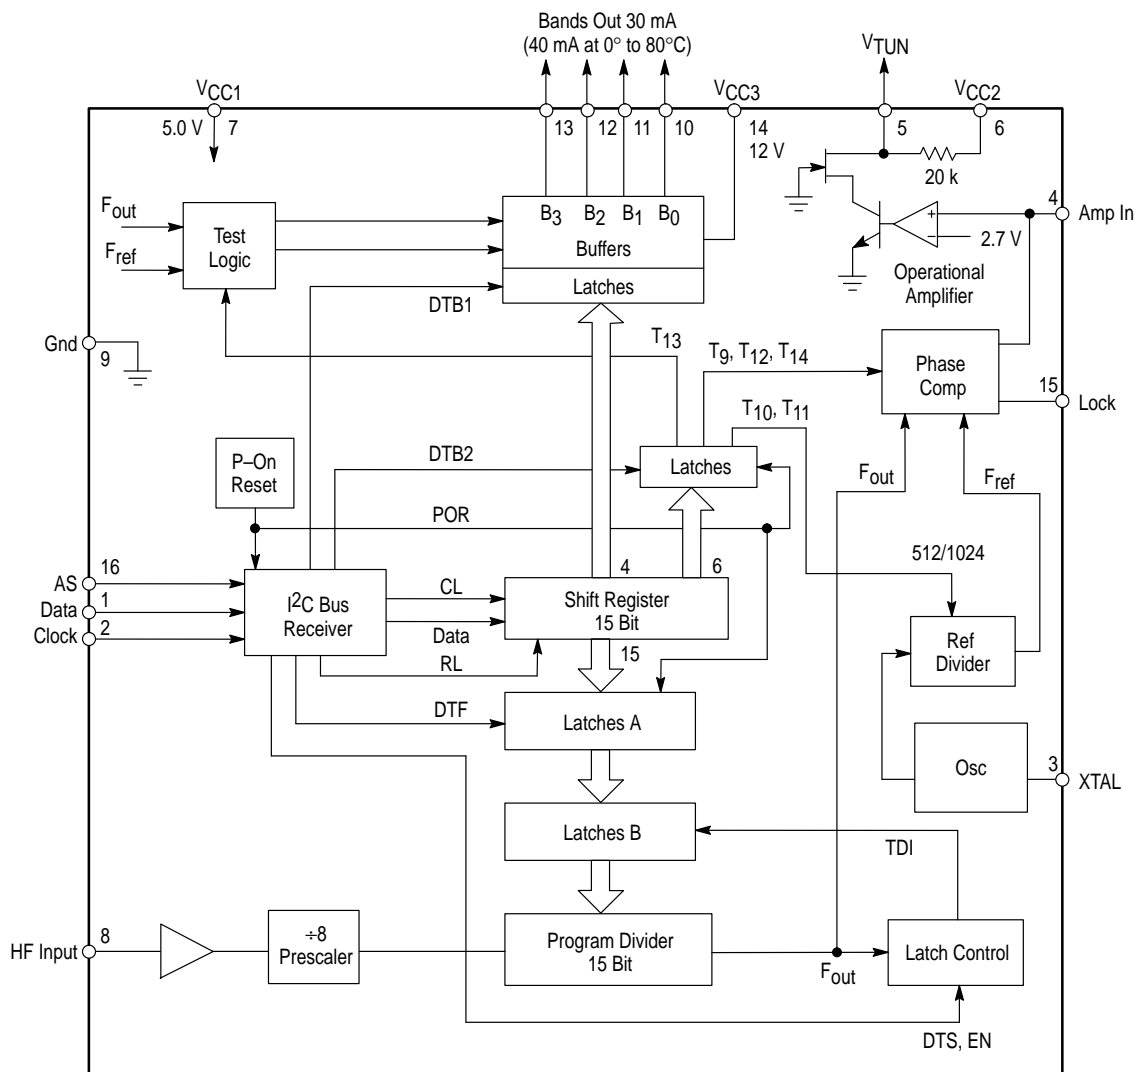 Bands Out 30 mA
(40 mA at 0° to 80°C)
VTUN
VCC1
VCC3
VCC2
5.0 V
7
13
12
11
10
14
12 V
5
6
20 k
4
Amp In
Fout
Fref
Test
Logic
B3
B2
B1
B0
Buffers
Latches
+
–
2.7 V
Operational
Amplifier
DTB1
Gnd
9
T13
T9, T12, T14
Phase
Comp
15
Lock
T10, T11
P–On
Reset
DTB2
Latches
Fout
Fref
POR
512/1024
AS
16
Data
1
Clock
2
I2C Bus
Receiver
CL
Data
RL
4
6
Shift Register
15 Bit
15
Ref
Divider
DTF
Latches A
Osc
3
XTAL
Latches B
TDI
HF Input
8
÷8
Prescaler
Program Divider
15 Bit
Fout
Latch Control
DTS, EN